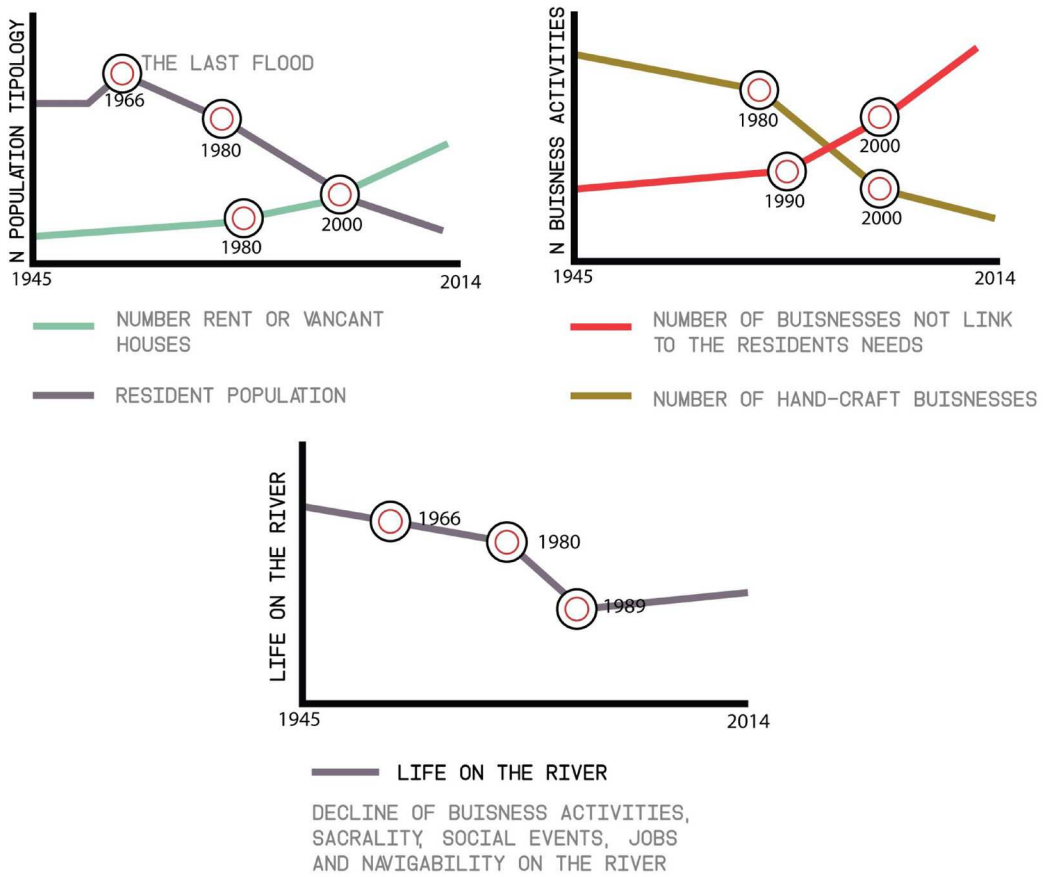 N POPULATION TIPOLOGY
THE LAST FLOOD
1966
1980
1980
2000
1945
2014
NUMBER RENT OR VANCANT
HOUSES
RESIDENT POPULATION
N BUISNESS ACTIVITIES
1980
2000
1990
2000
1945
2014
NUMBER OF BUISNESSES NOT LINK
TO THE RESIDENTS NEEDS
NUMBER OF HAND-CRAFT BUISNESSES
LIFE ON THE RIVER
1966
1980
1989
1945
2014
LIFE ON THE RIVER
DECLINE OF BUISNESS ACTIVITIES,
SACRALITY, SOCIAL EVENTS, JOBS
AND NAVIGABILITY ON THE RIVER